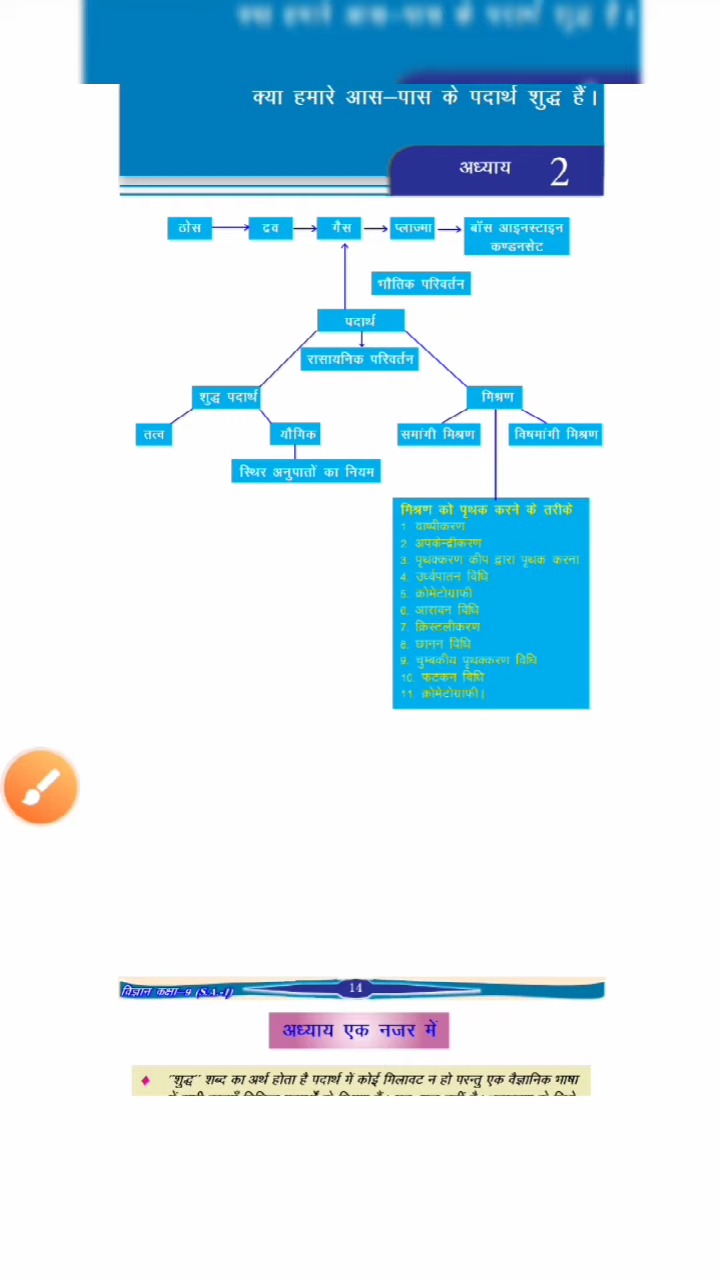 क्या हमारे आस-पास के पदार्थ शुद्ध हैं।
अध्याय 2
ठोस द्रव गैस प्लाज्मा बॉस आइनस्टाइन
कण्डनसेट
भौतिक परिवर्तन
पदार्थ
रासायनिक परिवर्तन
शुद्ध पदार्थ मिश्रण
तत्व यौगिक समांगी मिश्रण विषमांगी मिश्रण
स्थिर अनुपातों का नियम
मिश्रण को पृथक करने के तरीके
1. वाष्पीकरण
2. अपकेन्द्रीकरण
3. पृथक्करण कीप द्वारा पृथक करना
4. उर्ध्वपातन विधि
5. क्रोमेटोग्राफी
6. आसवन विधि
7. क्रिस्टलीकरण
8. छानन विधि
9. चुम्बकीय पृथक्करण विधि
10. फटकन विधि
11. क्रोमेटोग्राफी।
विज्ञान कक्षा-9 (S.A.-I) 14
अध्याय एक नजर में
"शुद्ध" शब्द का अर्थ होता है पदार्थ में कोई मिलावट न हो परन्तु एक वैज्ञानिक भाषा